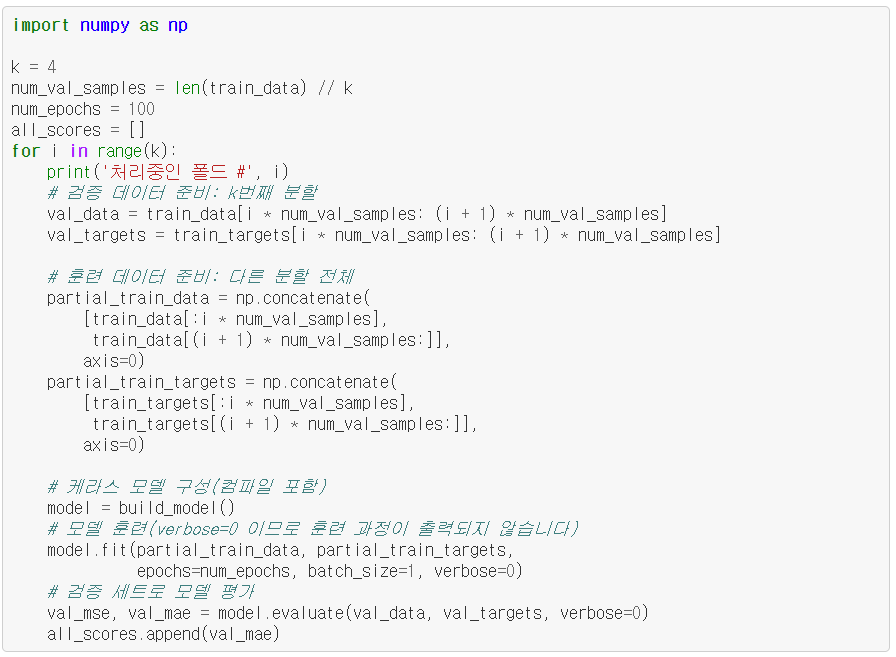 import numpy as np

k = 4
num_val_samples = len(train_data) // k
num_epochs = 100
all_scores = []
for i in range(k):
    print('처리중인 폴드 #', i)
    # 검증 데이터 준비: k번째 분할
    val_data = train_data[i * num_val_samples: (i + 1) * num_val_samples]
    val_targets = train_targets[i * num_val_samples: (i + 1) * num_val_samples]

    # 훈련 데이터 준비: 다른 분할 전체
    partial_train_data = np.concatenate(
        [train_data[:i * num_val_samples],
         train_data[(i + 1) * num_val_samples:]],
        axis=0)
    partial_train_targets = np.concatenate(
        [train_targets[:i * num_val_samples],
         train_targets[(i + 1) * num_val_samples:]],
        axis=0)

    # 케라스 모델 구성(컴파일 포함)
    model = build_model()
    # 모델 훈련(verbose=0 이므로 훈련 과정이 출력되지 않습니다)
    model.fit(partial_train_data, partial_train_targets,
              epochs=num_epochs, batch_size=1, verbose=0)
    # 검증 세트로 모델 평가
    val_mse, val_mae = model.evaluate(val_data, val_targets, verbose=0)
    all_scores.append(val_mae)